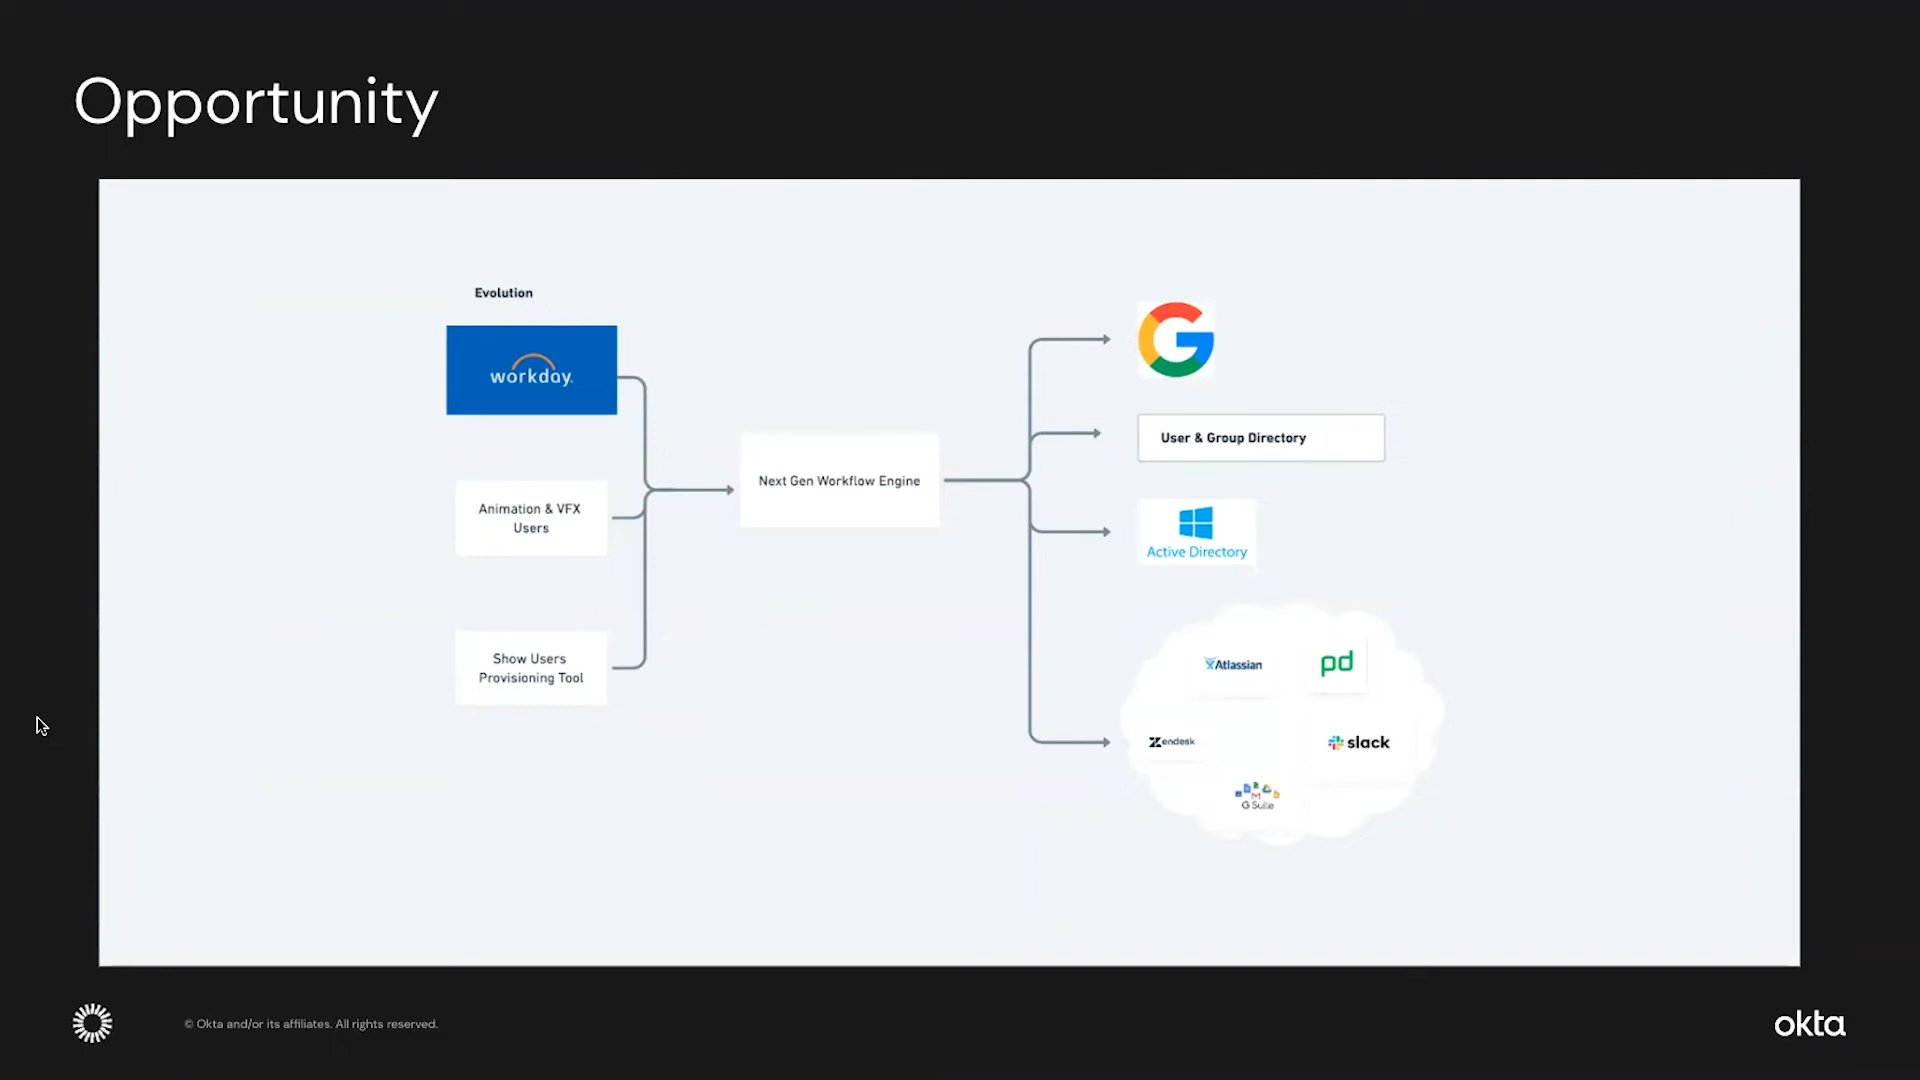 Opportunity
Evolution
workday.
Animation & VFX
Users
Show Users
Provisioning Tool
Next Gen Workflow Engine
User & Group Directory
Active Directory
Atlassian
pd
Zendesk
slack
G Suite
© Okta and/or its affiliates. All rights reserved.
okta